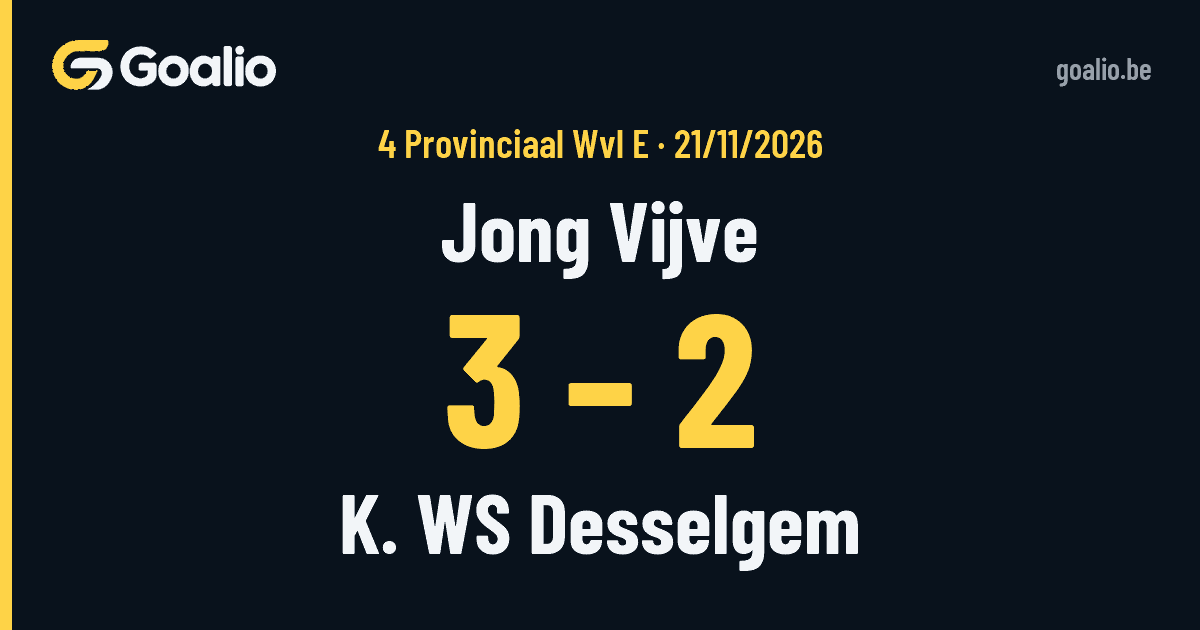 Goalio
goalio.be
4 Provinciaal Wvl E · 21/11/2026
Jong Vijve
3 – 2
K. WS Desselgem